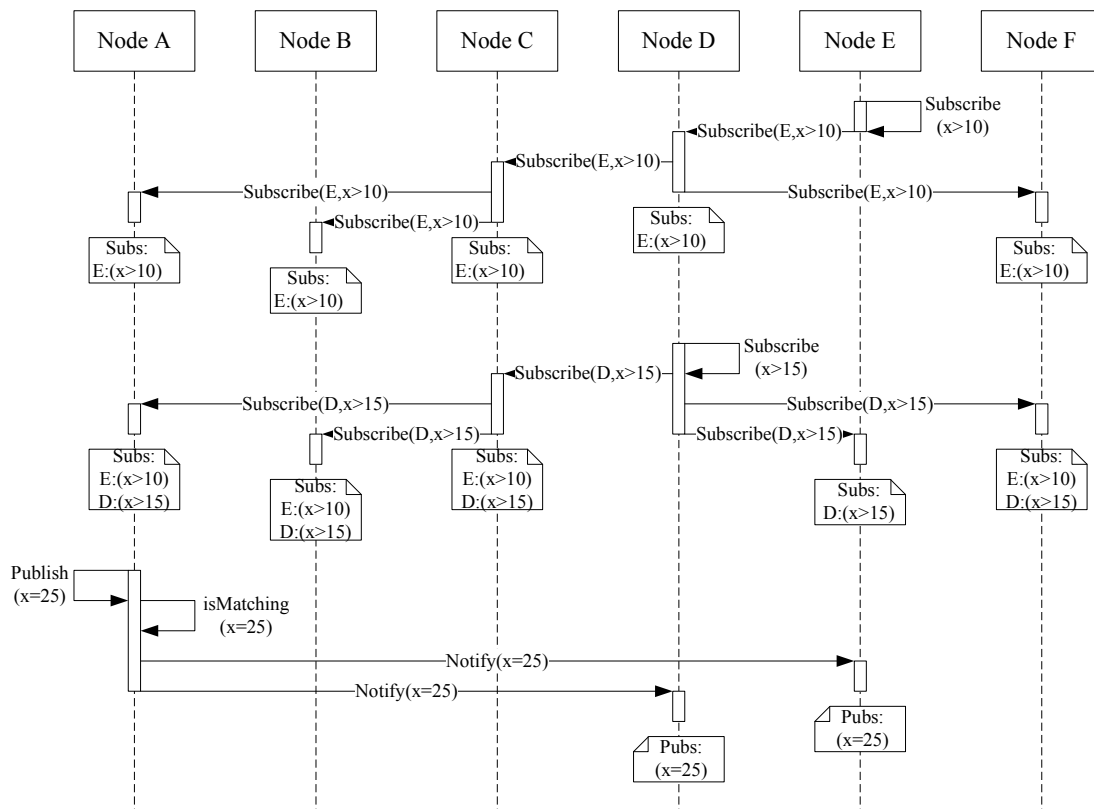 Node A
Node B
Node C
Node D
Node E
Node F
Subscribe
(x>10)
Subscribe(E,x>10)
Subscribe(E,x>10)
Subscribe(E,x>10)
Subscribe(E,x>10)
Subscribe(E,x>10)
Subs:
E:(x>10)
Subs:
E:(x>10)
Subs:
E:(x>10)
Subs:
E:(x>10)
Subs:
E:(x>10)
Subscribe
(x>15)
Subscribe(D,x>15)
Subscribe(D,x>15)
Subscribe(D,x>15)
Subscribe(D,x>15)
Subscribe(D,x>15)
Subs:
E:(x>10)
D:(x>15)
Subs:
E:(x>10)
D:(x>15)
Subs:
E:(x>10)
D:(x>15)
Subs:
D:(x>15)
Subs:
E:(x>10)
D:(x>15)
Publish
(x=25)
isMatching
(x=25)
Notify(x=25)
Notify(x=25)
Pubs:
(x=25)
Pubs:
(x=25)